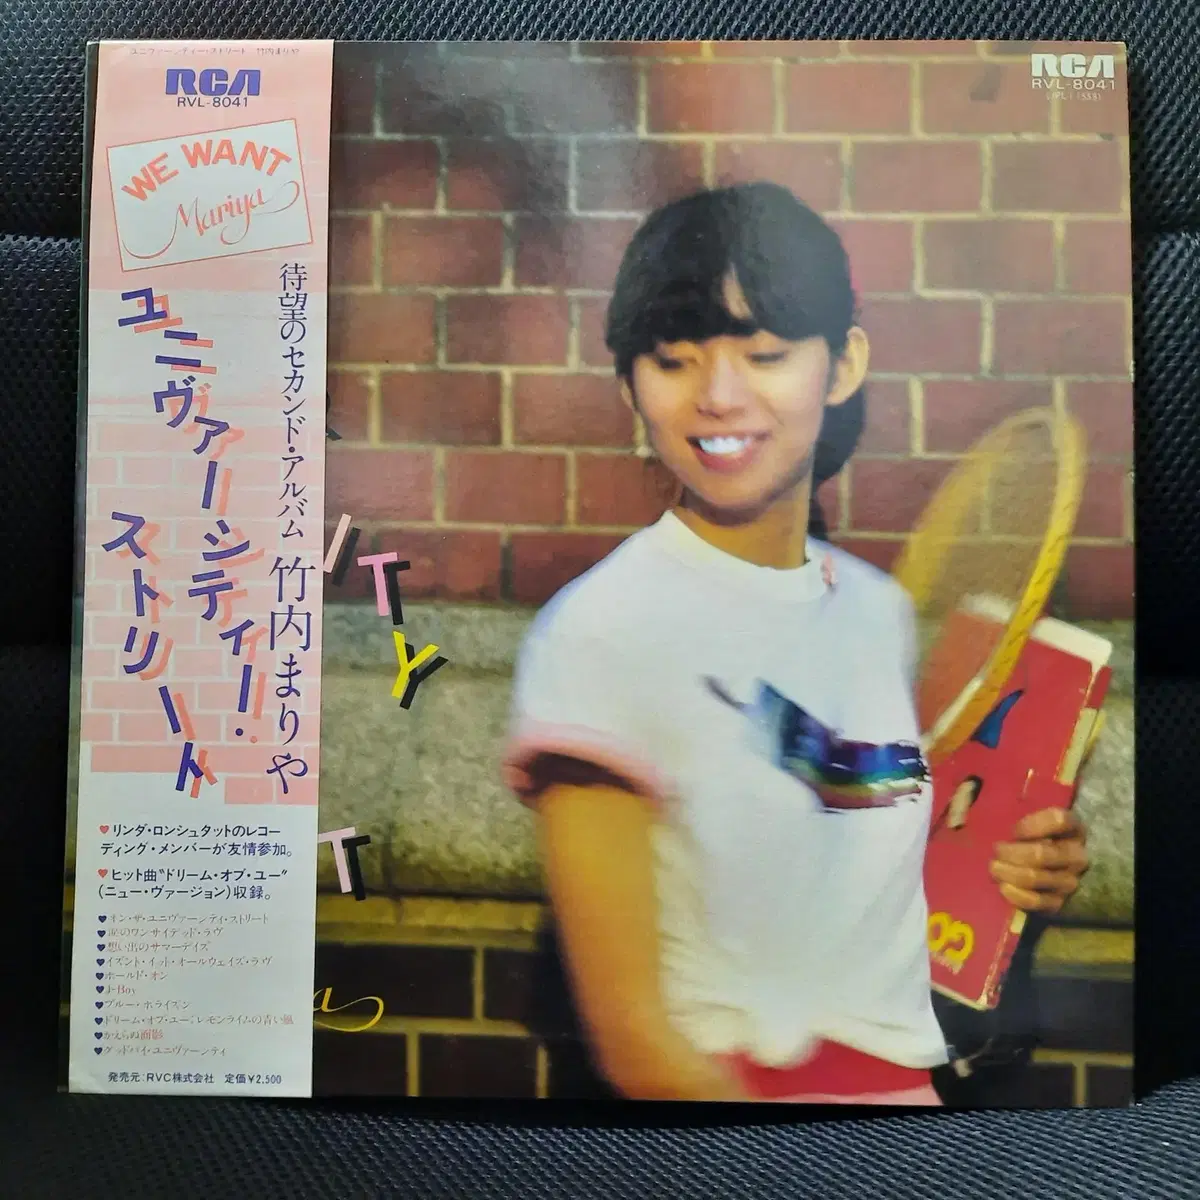 ユニヴァーシティ・ストリート 竹内まりや
RCA
RVL-8041
WE WANT
Mariya
待望のセカンド・アルバム 竹内まりや
ユニヴァーシティー・
ストリート
♥リンダ・ロンシュタットのレコー
ディング・メンバーが友情参加。
♥ヒット曲“ドリーム・オブ・ユー”
(ニュー・ヴァージョン)収録。
♥オン・ザ・ユニヴァーシティ・ストリート
♥涙のワンサイデッド・ラヴ
♥想い出のサマーデイズ
♥イズント・イット・オールウェイズ・ラヴ
♥ホールド・オン
♥J-Boy
♥ブルー・ホライズン
♥ドリーム・オブ・ユー:レモンライムの青い風
♥かえらぬ面影
♥グッドバイ・ユニヴァーシティ
発売元:RVC株式会社 定価¥2,500
RCA
RVL-8041
ITY
T
a
GO